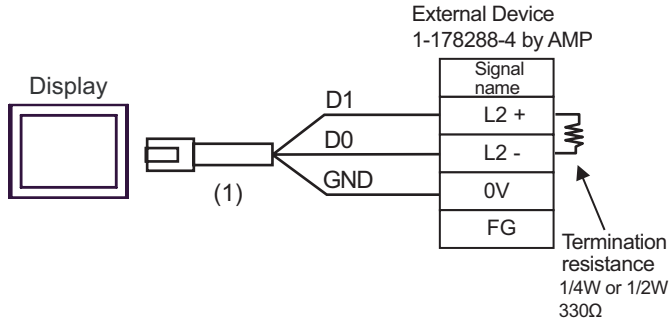 External Device
1-178288-4 by AMP
Display
Signal
name
D1
L2 +
D0
L2 -
GND
0V
(1)
FG
Termination
resistance
1/4W or 1/2W
330Ω